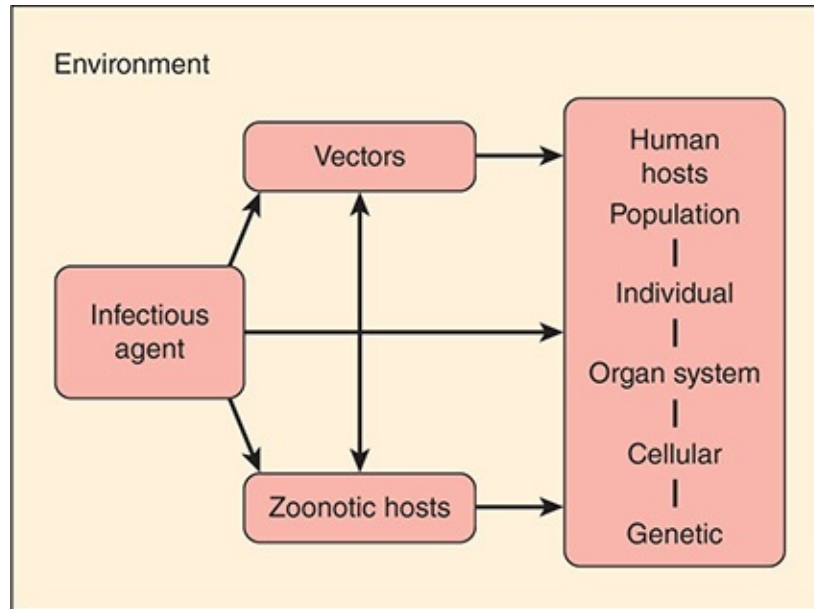 Environment
Vectors
Infectious
agent
Zoonotic hosts
Human
hosts
Population
Individual
Organ system
Cellular
Genetic